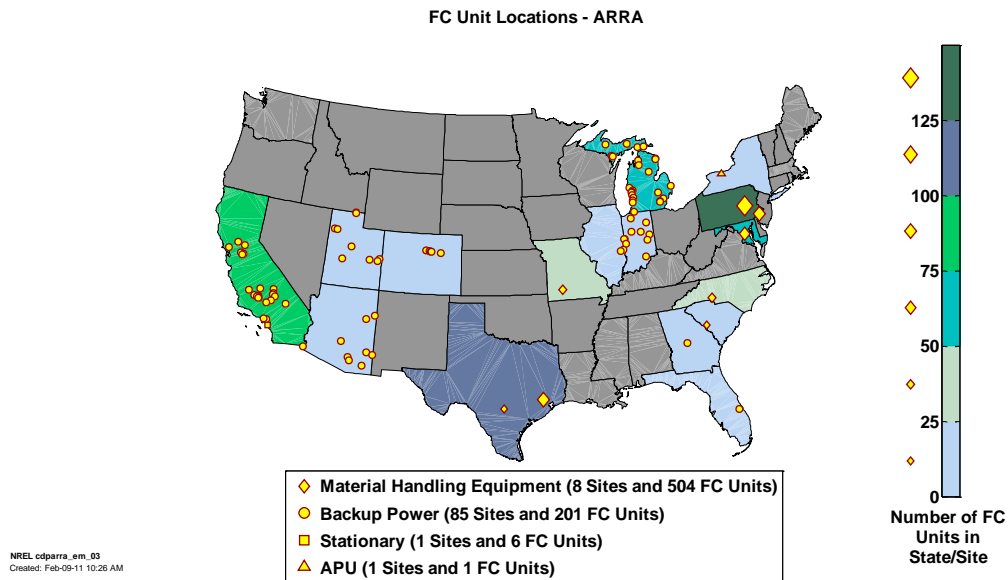 FC Unit Locations - ARRA
125
100
75
50
25
0
Number of FC
Units in
State/Site
Material Handling Equipment (8 Sites and 504 FC Units)
Backup Power (85 Sites and 201 FC Units)
Stationary (1 Sites and 6 FC Units)
APU (1 Sites and 1 FC Units)
NREL cdparra_em_03
Created: Feb-09-11 10:26 AM